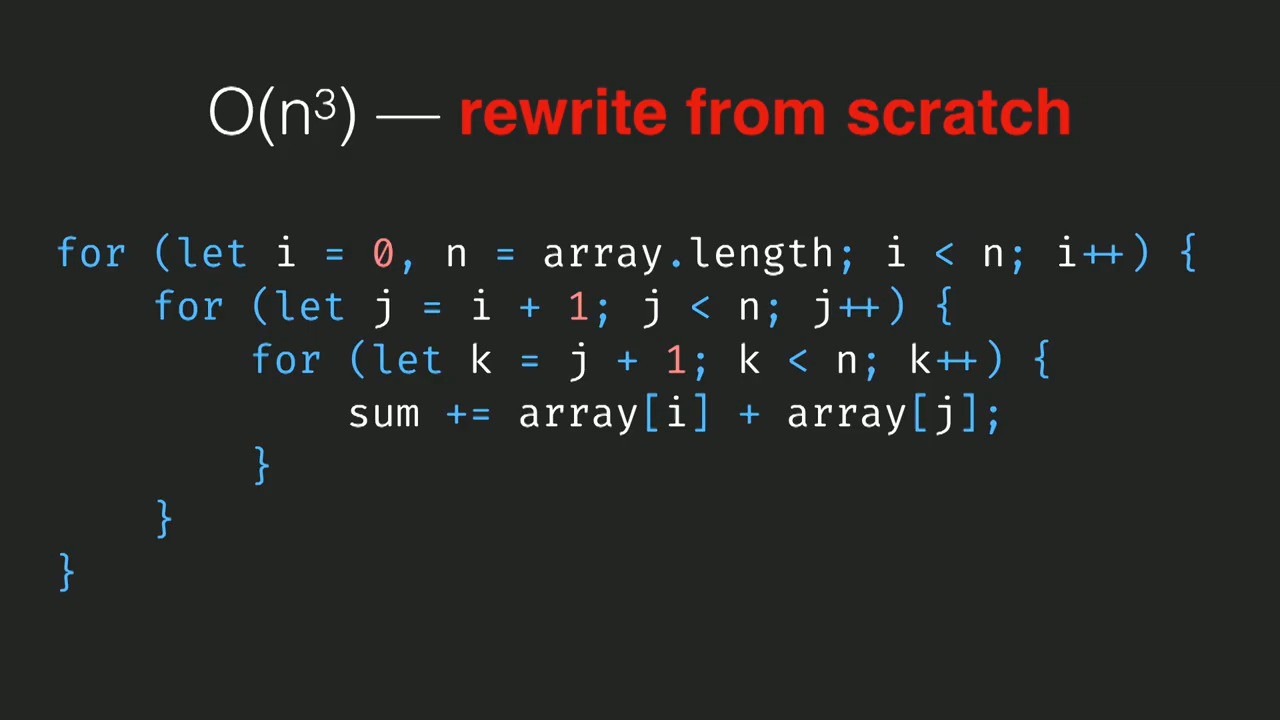 O(n³) — rewrite from scratch
for (let i = 0, n = array.length; i < n; i++) {
    for (let j = i + 1; j < n; j++) {
        for (let k = j + 1; k < n; k++) {
            sum += array[i] + array[j];
        }
    }
}